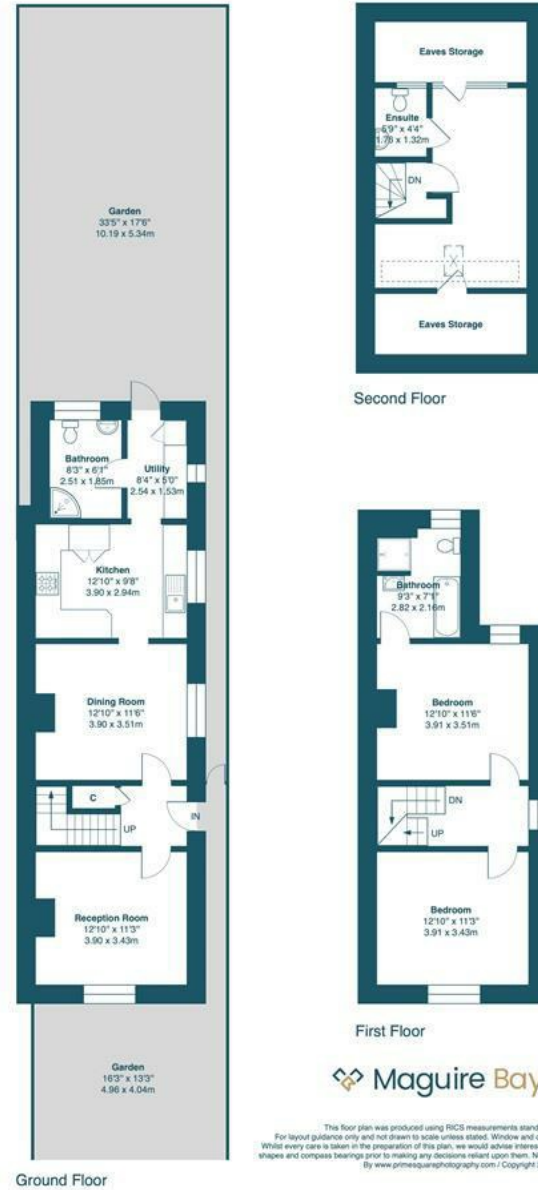 Garden
33'5" x 17'6"
10.19 x 5.34m
Bathroom
8'3" x 6'1"
2.51 x 1.85m
Utility
8'4" x 5'0"
2.54 x 1.53m
Kitchen
12'10" x 9'8"
3.90 x 2.94m
Dining Room
12'10" x 11'6"
3.90 x 3.51m
C
UP
IN
Reception Room
12'10" x 11'3"
3.90 x 3.43m
Garden
16'3" x 13'3"
4.96 x 4.04m
Ground Floor
Eaves Storage
Ensuite
5'9" x 4'4"
1.76 x 1.32m
DN
Eaves Storage
Second Floor
Bathroom
9'3" x 7'1"
2.82 x 2.16m
Bedroom
12'10" x 11'6"
3.91 x 3.51m
DN
UP
Bedroom
12'10" x 11'3"
3.91 x 3.43m
First Floor
Maguire Bay
This floor plan was produced using RICS measurements stand
For layout guidance only and not drawn to scale unless stated. Window and
Whilst every care is taken in the preparation of this plan, we would advise interes
shapes and compass bearings prior to making any decisions reliant upon them. N
By www.primesquarephotography.com / Copyright